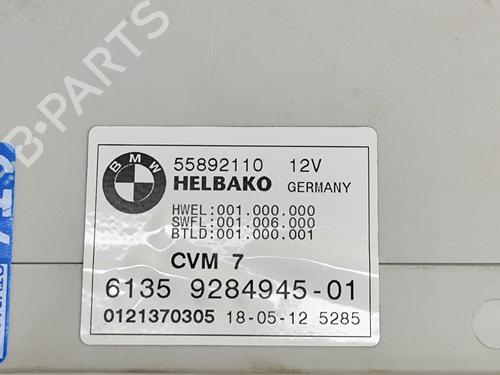 BMW
55892110 12V
HELBAKO GERMANY
HWEL:001.000.000
SWFL:001.006.000
BTLD:001.000.001
CVM 7
6135 9284945-01
0121370305 18-05-12 5285
B-PARTS